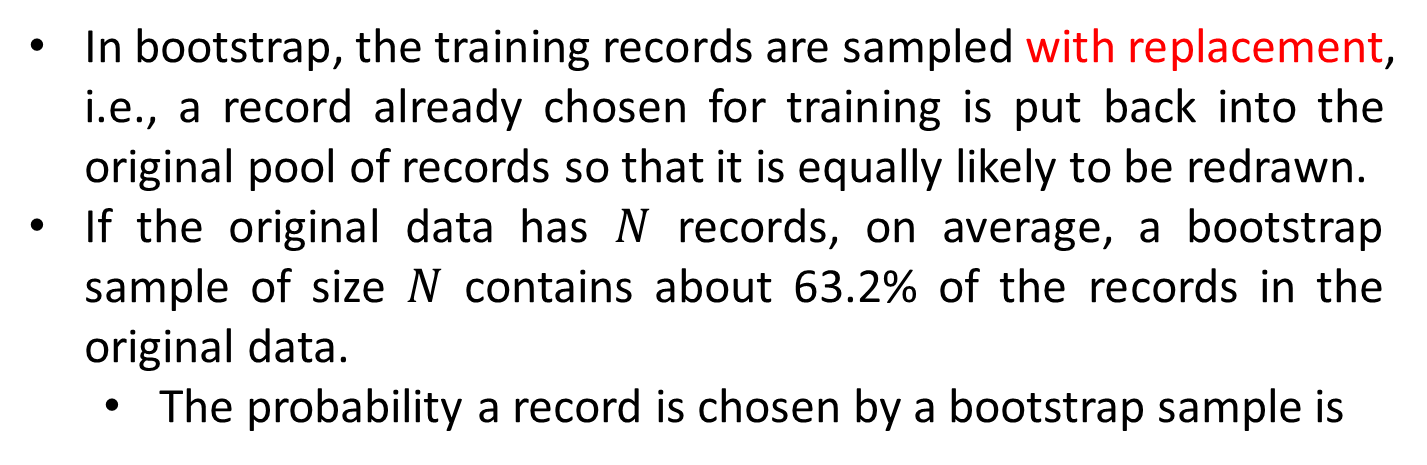 • In bootstrap, the training records are sampled with replacement,
i.e., a record already chosen for training is put back into the
original pool of records so that it is equally likely to be redrawn.
• If the original data has N records, on average, a bootstrap
sample of size N contains about 63.2% of the records in the
original data.
• The probability a record is chosen by a bootstrap sample is